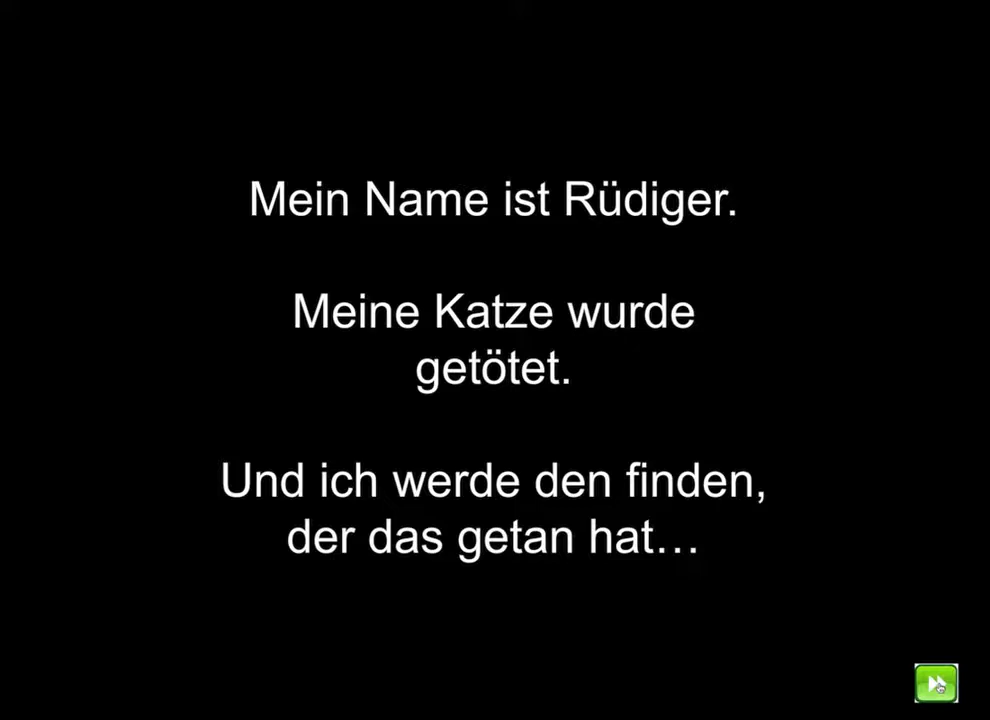 Mein Name ist Rüdiger.
Meine Katze wurde
getötet.
Und ich werde den finden,
der das getan hat…